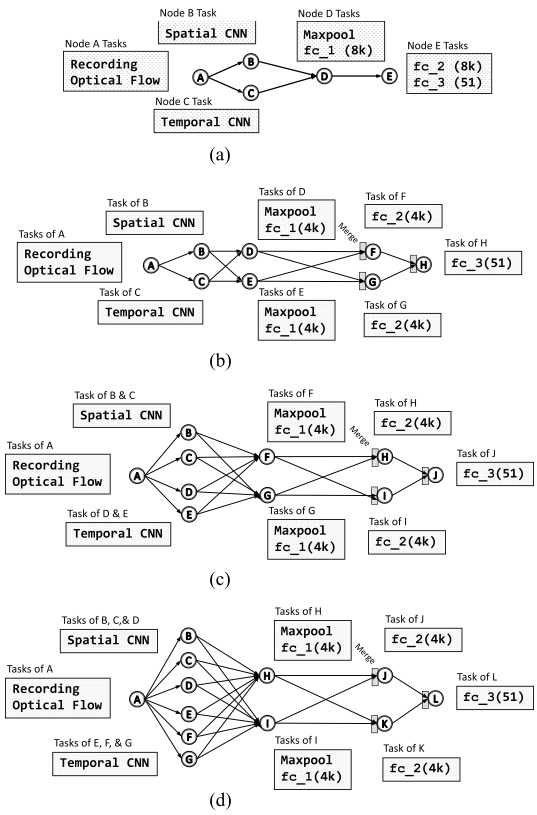 Node B Task
Spatial CNN
Node D Tasks
Maxpool
fc_1 (8k)
Node A Tasks
Recording
Optical Flow
Node E Tasks
fc_2 (8k)
fc_3 (51)
A
B
C
D
E
Node C Task
Temporal CNN
(a)
Task of B
Spatial CNN
Tasks of D
Maxpool
fc_1(4k)
Task of F
fc_2(4k)
Merge
Tasks of A
Recording
Optical Flow
Task of H
fc_3(51)
A
B
C
D
E
F
G
H
Task of C
Temporal CNN
Tasks of E
Maxpool
fc_1(4k)
Task of G
fc_2(4k)
(b)
Task of B & C
Spatial CNN
Tasks of F
Maxpool
fc_1(4k)
Task of H
fc_2(4k)
Merge
Tasks of A
Recording
Optical Flow
Task of J
fc_3(51)
A
B
C
D
E
F
G
H
I
J
Task of D & E
Temporal CNN
Tasks of G
Maxpool
fc_1(4k)
Task of I
fc_2(4k)
(c)
Tasks of B, C,& D
Spatial CNN
Tasks of H
Maxpool
fc_1(4k)
Task of J
fc_2(4k)
Merge
Tasks of A
Recording
Optical Flow
Task of L
fc_3(51)
A
B
C
D
E
F
G
H
I
J
K
L
Tasks of E, F, & G
Temporal CNN
Tasks of I
Maxpool
fc_1(4k)
Task of K
fc_2(4k)
(d)